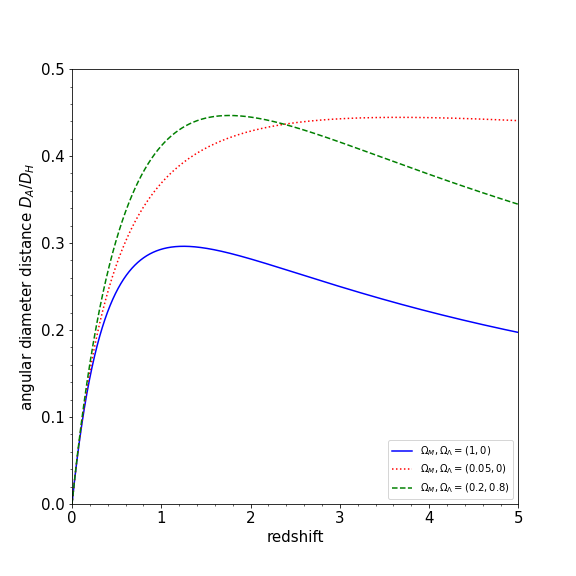 0.5
0.4
0.3
0.2
0.1
0.0
angular diameter distance D_A/D_H
0 1 2 3 4 5
redshift
Ω_M, Ω_Λ = (1, 0)
Ω_M, Ω_Λ = (0.05, 0)
Ω_M, Ω_Λ = (0.2, 0.8)